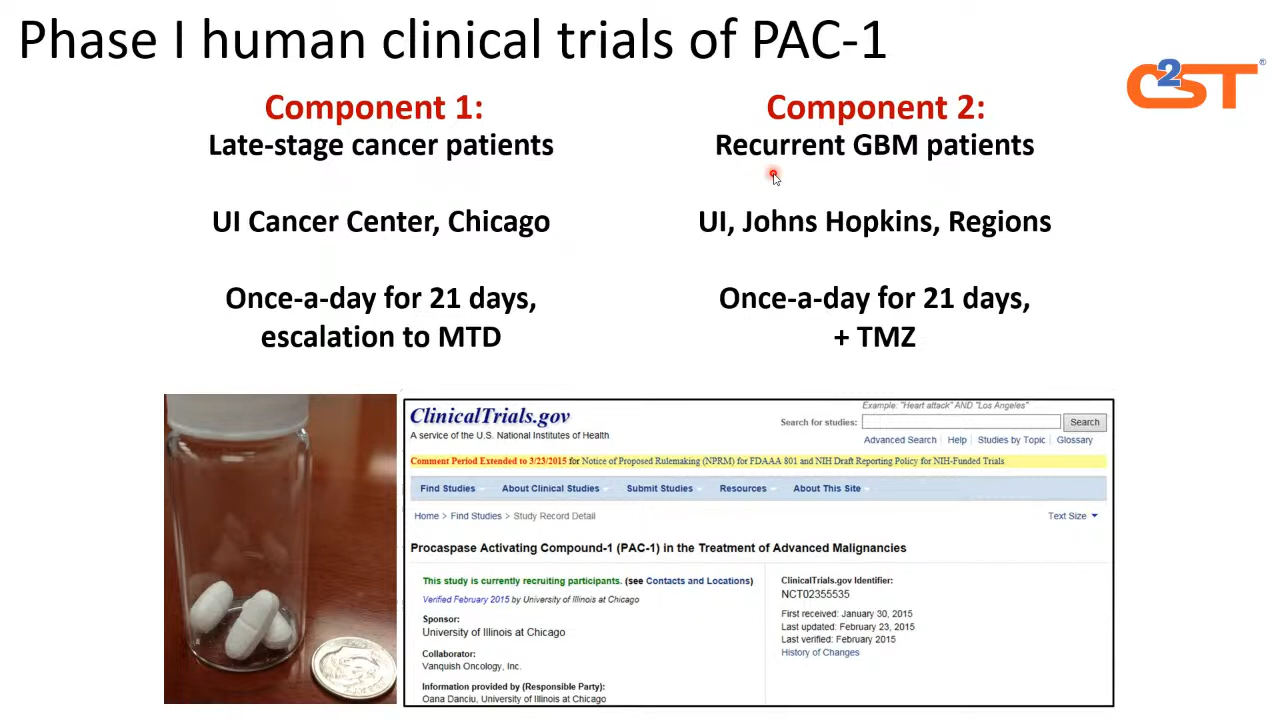 Phase I human clinical trials of PAC-1
C2ST®
Component 1:
Late-stage cancer patients
UI Cancer Center, Chicago
Once-a-day for 21 days,
escalation to MTD
Component 2:
Recurrent GBM patients
UI, Johns Hopkins, Regions
Once-a-day for 21 days,
+ TMZ
ClinicalTrials.gov
A service of the U.S. National Institutes of Health
Example: "Heart attack" AND "Los Angeles"
Search for studies: Search
Advanced Search | Help | Studies by Topic | Glossary
Comment Period Extended to 3/23/2015 for Notice of Proposed Rulemaking (NPRM) for FDAAA 801 and NIH Draft Reporting Policy for NIH-Funded Trials
Find Studies About Clinical Studies Submit Studies Resources About This Site
Home > Find Studies > Study Record Detail Text Size
Procaspase Activating Compound-1 (PAC-1) in the Treatment of Advanced Malignancies
This study is currently recruiting participants. (see Contacts and Locations)
Verified February 2015 by University of Illinois at Chicago
Sponsor:
University of Illinois at Chicago
Collaborator:
Vanquish Oncology, Inc.
Information provided by (Responsible Party):
Oana Danciu, University of Illinois at Chicago
ClinicalTrials.gov Identifier:
NCT02355535
First received: January 30, 2015
Last updated: February 23, 2015
Last verified: February 2015
History of Changes